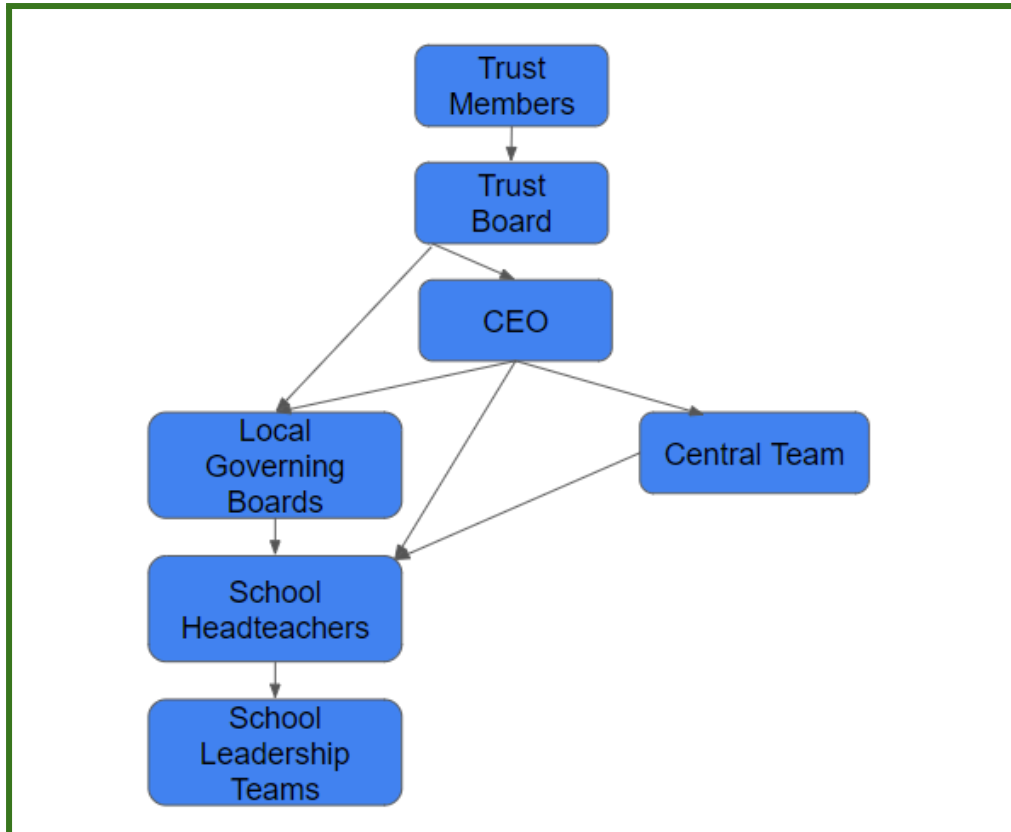 Trust
Members
Trust
Board
CEO
Local
Governing
Boards
Central Team
School
Headteachers
School
Leadership
Teams